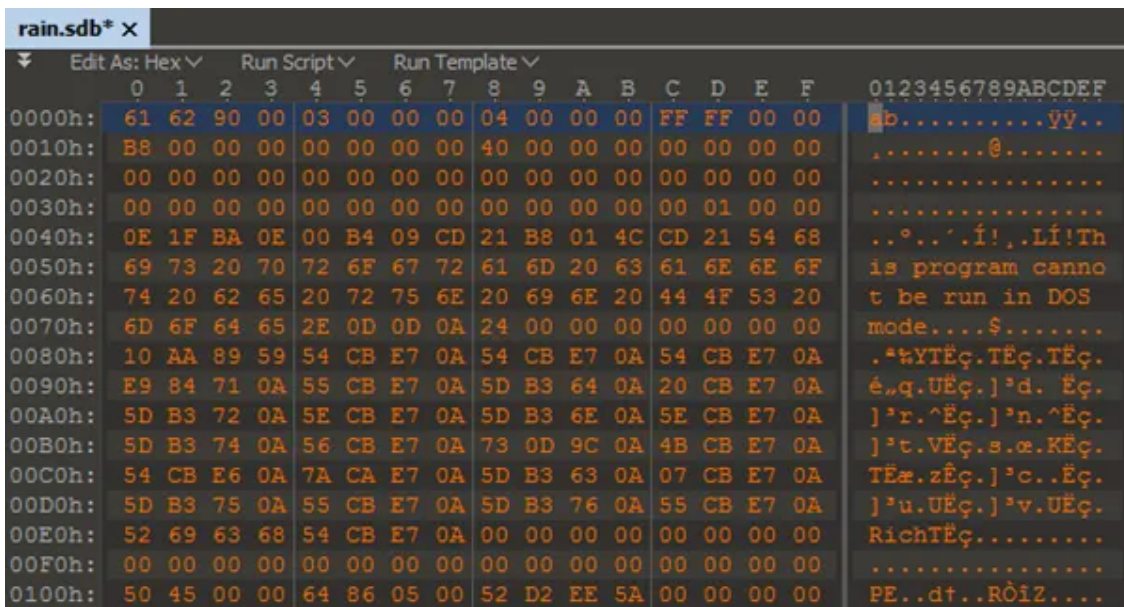 rain.sdb* ×
Edit As: Hex Run Script Run Template
0 1 2 3 4 5 6 7 8 9 A B C D E F 0123456789ABCDEF
0000h: 61 62 90 00 03 00 00 00 04 00 00 00 FF FF 00 00 ab..........ÿÿ..
0010h: B8 00 00 00 00 00 00 00 40 00 00 00 00 00 00 00 ¸.......@.......
0020h: 00 00 00 00 00 00 00 00 00 00 00 00 00 00 00 00 ................
0030h: 00 00 00 00 00 00 00 00 00 00 00 00 00 01 00 00 ................
0040h: 0E 1F BA 0E 00 B4 09 CD 21 B8 01 4C CD 21 54 68 ..º..´.Í!¸.LÍ!Th
0050h: 69 73 20 70 72 6F 67 72 61 6D 20 63 61 6E 6E 6F is program canno
0060h: 74 20 62 65 20 72 75 6E 20 69 6E 20 44 4F 53 20 t be run in DOS
0070h: 6D 6F 64 65 2E 0D 0D 0A 24 00 00 00 00 00 00 00 mode....$.......
0080h: 10 AA 89 59 54 CB E7 0A 54 CB E7 0A 54 CB E7 0A .ª‰YTËç.TËç.TËç.
0090h: E9 84 71 0A 55 CB E7 0A 5D B3 64 0A 20 CB E7 0A é„q.UËç.]³d. Ëç.
00A0h: 5D B3 72 0A 5E CB E7 0A 5D B3 6E 0A 5E CB E7 0A ]³r.^Ëç.]³n.^Ëç.
00B0h: 5D B3 74 0A 56 CB E7 0A 73 0D 9C 0A 4B CB E7 0A ]³t.VËç.s.œ.KËç.
00C0h: 54 CB E6 0A 7A CA E7 0A 5D B3 63 0A 07 CB E7 0A TËæ.zÊç.]³c..Ëç.
00D0h: 5D B3 75 0A 55 CB E7 0A 5D B3 76 0A 55 CB E7 0A ]³u.UËç.]³v.UËç.
00E0h: 52 69 63 68 54 CB E7 0A 00 00 00 00 00 00 00 00 RichTËç.........
00F0h: 00 00 00 00 00 00 00 00 00 00 00 00 00 00 00 00 ................
0100h: 50 45 00 00 64 86 05 00 52 D2 EE 5A 00 00 00 00 PE..d†..RÒîZ....